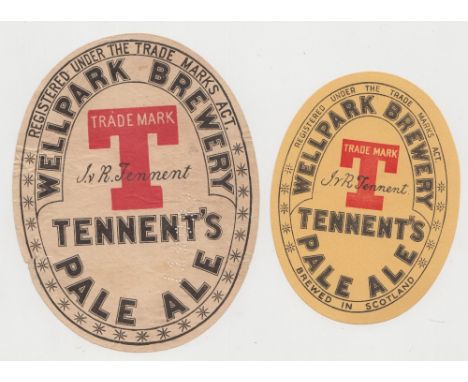 REGISTERED UNDER THE TRADE MARKS ACT.
WELLPARK BREWERY
TRADE MARK
T
J & R. Tennent
TENNENT'S
PALE ALE
REGISTERED UNDER THE TRADE MARKS ACT
WELLPARK BREWERY
TRADE MARK
T
J & R Tennent
TENNENT'S
PALE ALE
BREWED IN SCOTLAND